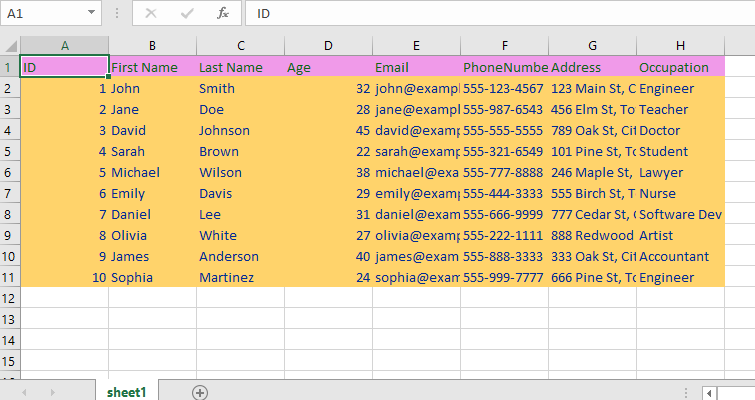 A1 fx ID
A B C D E F G H
1 ID First Name Last Name Age Email PhoneNumbe Address Occupation
2 1 John Smith 32 john@exampl 555-123-4567 123 Main St, C Engineer
3 2 Jane Doe 28 jane@exampl 555-987-6543 456 Elm St, To Teacher
4 3 David Johnson 45 david@exam 555-555-5555 789 Oak St, Cit Doctor
5 4 Sarah Brown 22 sarah@exam 555-321-6549 101 Pine St, To Student
6 5 Michael Wilson 38 michael@exa 555-777-8888 246 Maple St, Lawyer
7 6 Emily Davis 29 emily@examp 555-444-3333 555 Birch St, T Nurse
8 7 Daniel Lee 31 daniel@exam 555-666-9999 777 Cedar St, Software Dev
9 8 Olivia White 27 olivia@examp 555-222-1111 888 Redwood Artist
10 9 James Anderson 40 james@exam 555-888-3333 333 Oak St, Cit Accountant
11 10 Sophia Martinez 24 sophia@exam 555-999-7777 666 Pine St, To Engineer
12
13
14
15
sheet1